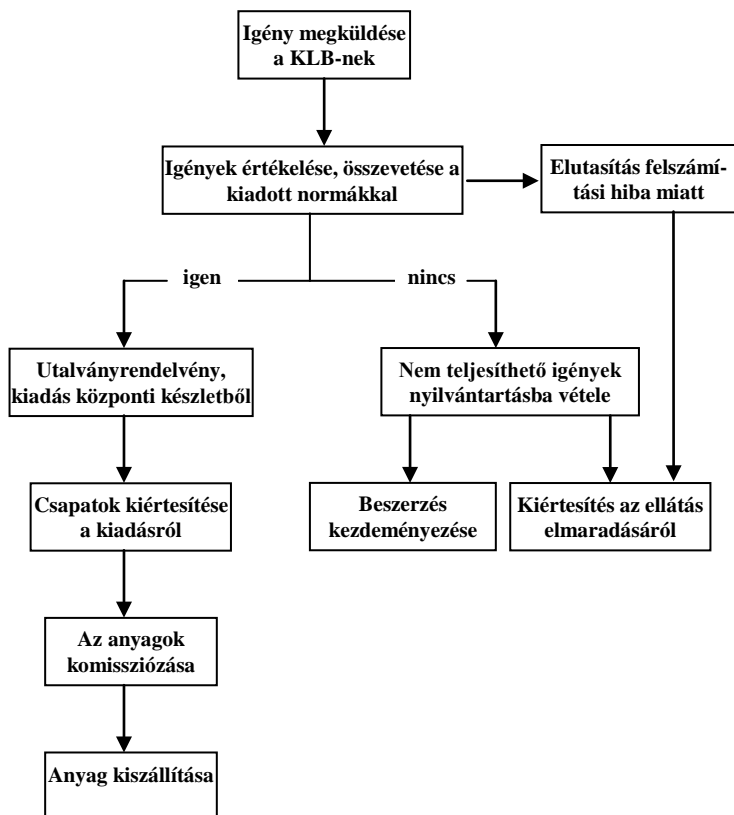 Igény megküldése
a KLB-nek
Igények értékelése, összevetése a
kiadott normákkal
Elutasítás felszámí-
tási hiba miatt
igen
nincs
Utalványrendelvény,
kiadás központi készletből
Nem teljesíthető igények
nyilvántartásba vétele
Csapatok kiértesítése
a kiadásról
Beszerzés
kezdeményezése
Kiértesítés az ellátás
elmaradásáról
Az anyagok
komissziózása
Anyag kiszállítása